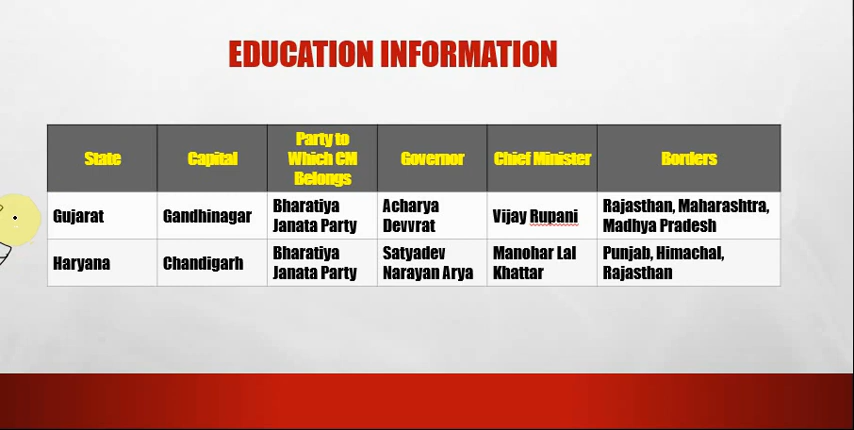 EDUCATION INFORMATION
State
Capital
Party to
Which CM
Belongs
Governor
Chief Minister
Borders
Gujarat
Gandhinagar
Bharatiya
Janata Party
Acharya
Devvrat
Vijay Rupani
Rajasthan, Maharashtra,
Madhya Pradesh
Haryana
Chandigarh
Bharatiya
Janata Party
Satyadev
Narayan Arya
Manohar Lal
Khattar
Punjab, Himachal,
Rajasthan